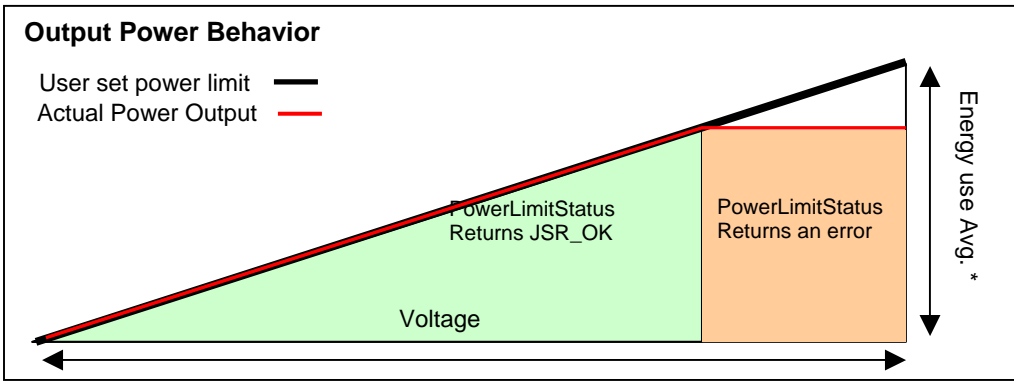 Output Power Behavior
User set power limit
Actual Power Output
PowerLimitStatus
Returns JSR_OK
PowerLimitStatus
Returns an error
Voltage
Energy use Avg. *